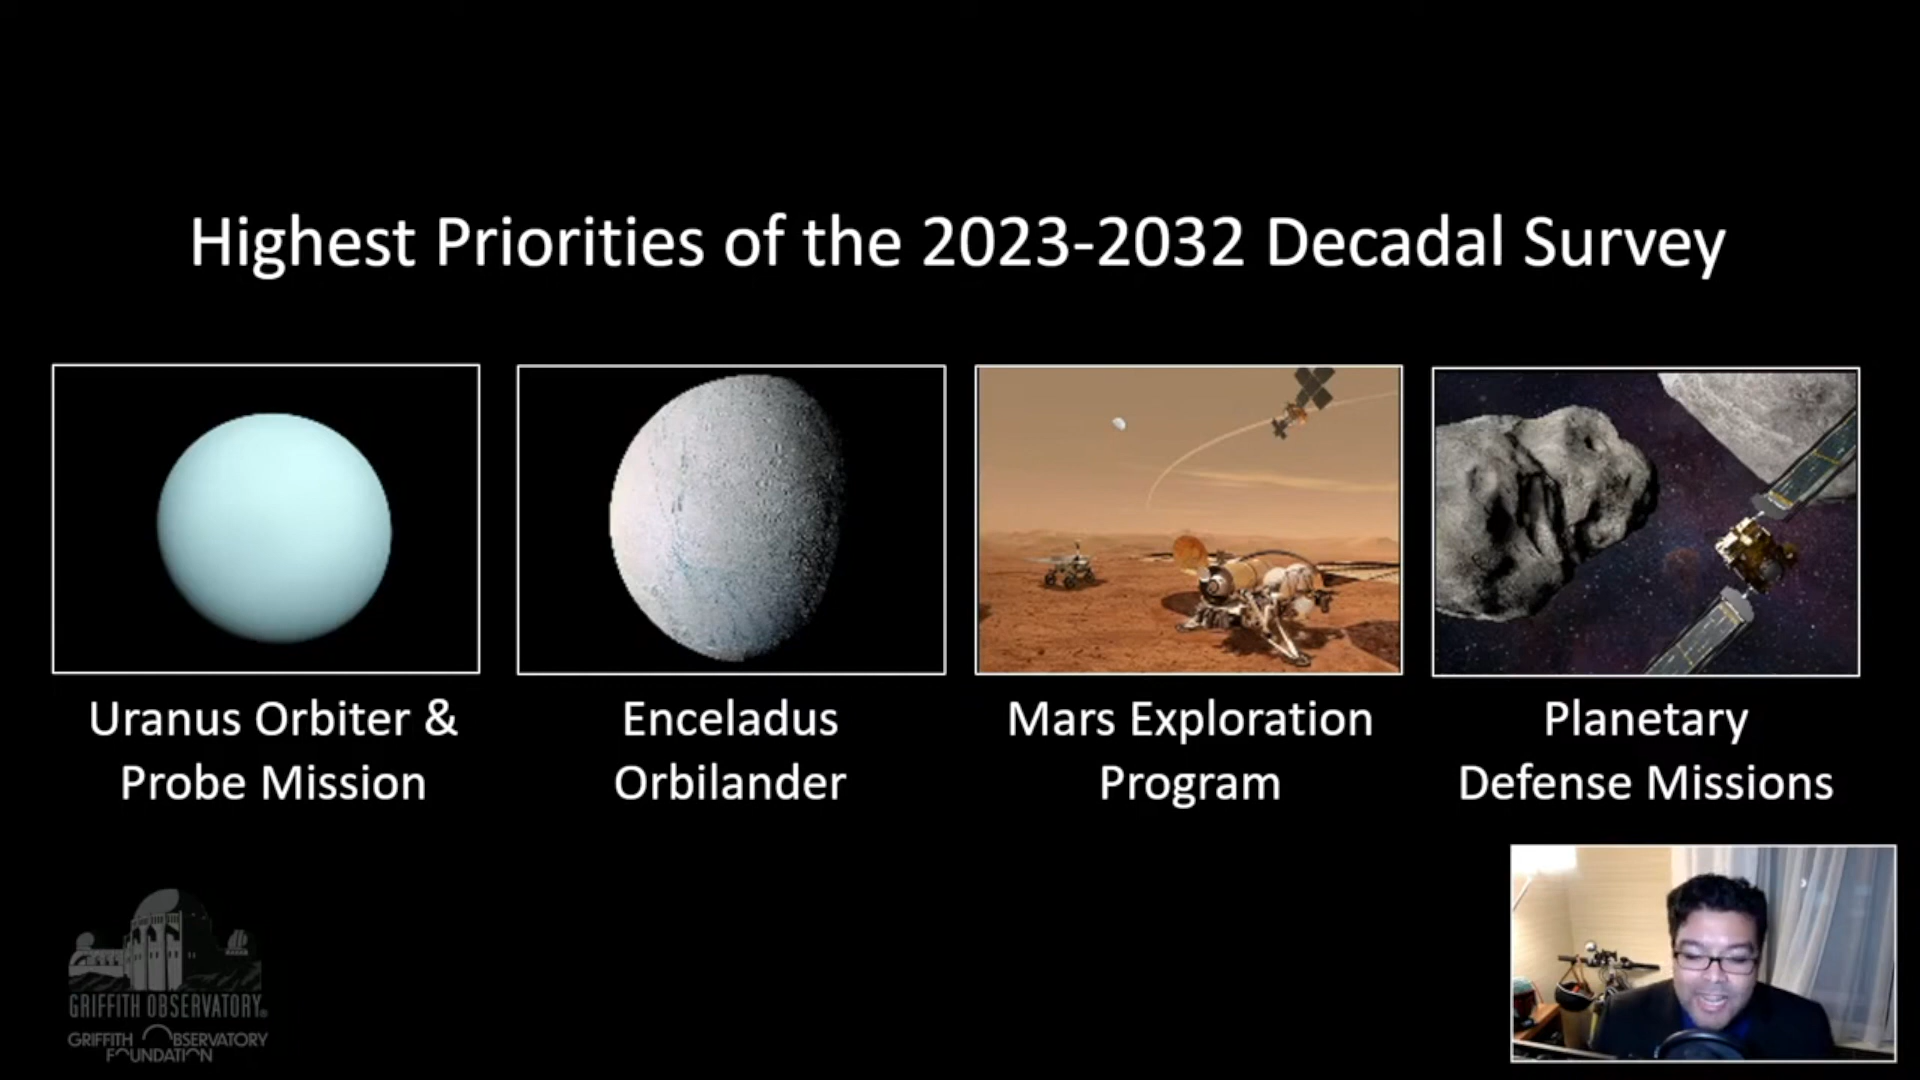 Highest Priorities of the 2023-2032 Decadal Survey
Uranus Orbiter &
Probe Mission
Enceladus
Orbilander
Mars Exploration
Program
Planetary
Defense Missions
GRIFFITH OBSERVATORY®
GRIFFITH OBSERVATORY
FOUNDATION